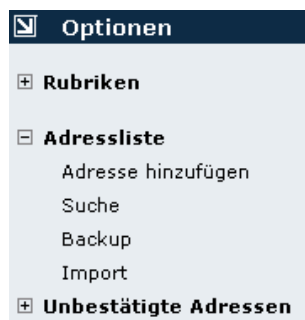 Optionen
Rubriken
Adressliste
Adresse hinzufügen
Suche
Backup
Import
Unbestätigte Adressen